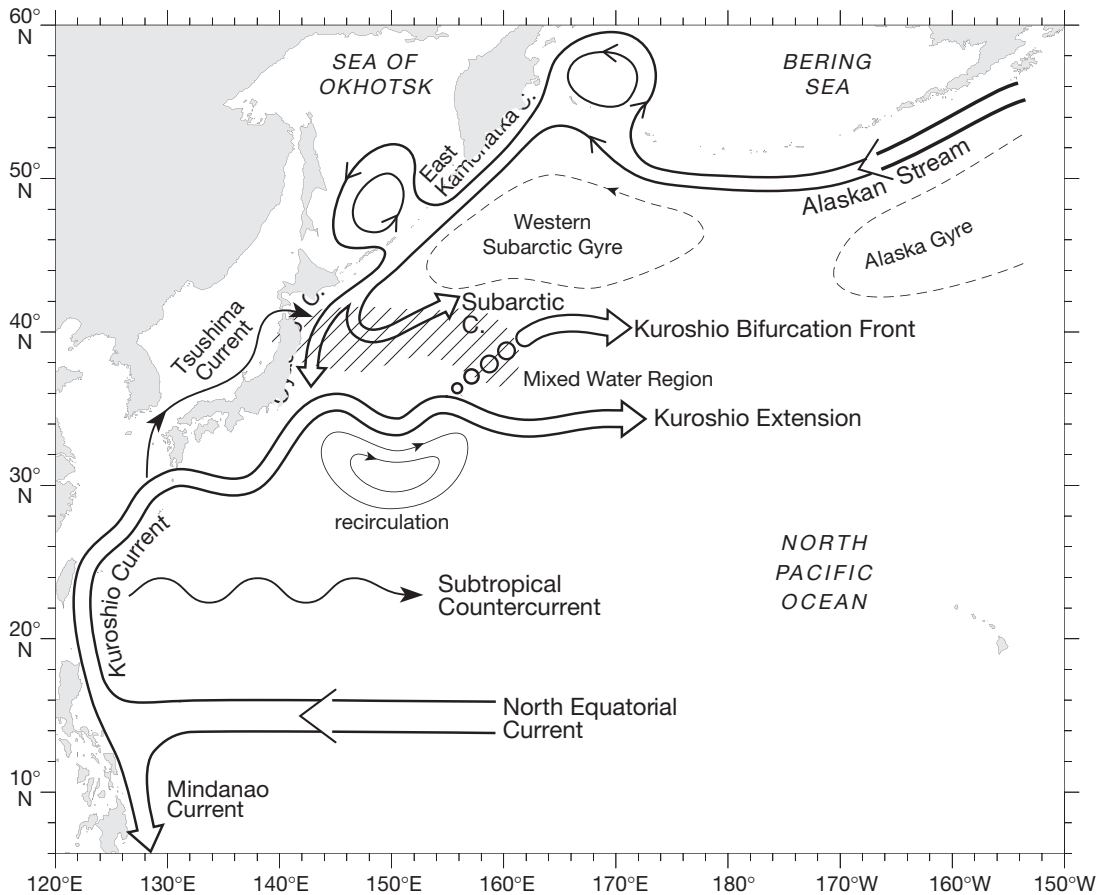 60°
N
SEA OF
OKHOTSK
BERING
SEA
50°
N
East
Kamchatka C.
Alaskan Stream
Western
Subarctic Gyre
Alaska Gyre
Tsushima
Current
C.
Subarctic
C.
40°
N
Kuroshio Bifurcation Front
Mixed Water Region
Kuroshio Extension
30°
N
recirculation
Kuroshio Current
NORTH
PACIFIC
OCEAN
Subtropical
Countercurrent
20°
N
North Equatorial
Current
10°
N
Mindanao
Current
120°E 130°E 140°E 150°E 160°E 170°E 180° 170°W 160°W 150°W